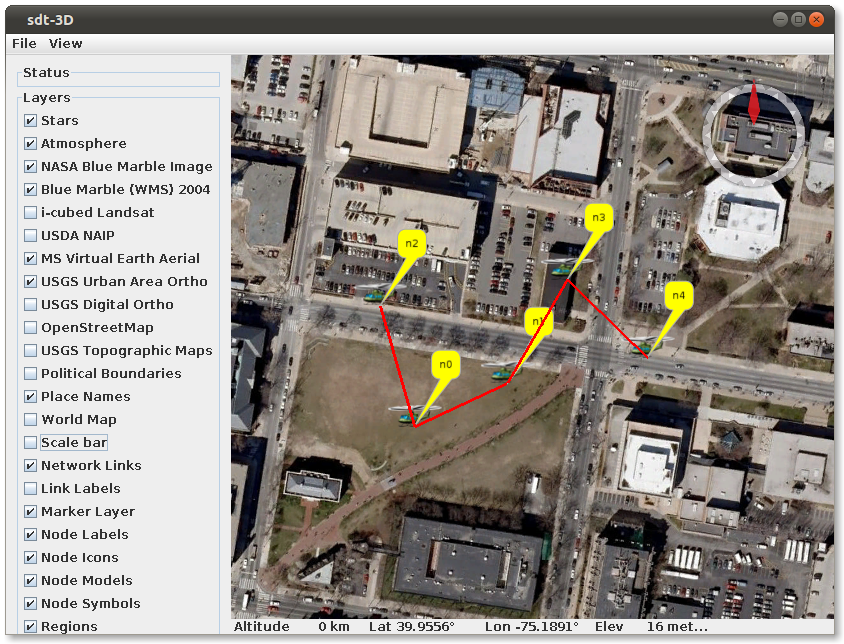 sdt-3D
File View
Status
Layers
Stars
Atmosphere
NASA Blue Marble Image
Blue Marble (WMS) 2004
i-cubed Landsat
USDA NAIP
MS Virtual Earth Aerial
USGS Urban Area Ortho
USGS Digital Ortho
OpenStreetMap
USGS Topographic Maps
Political Boundaries
Place Names
World Map
Scale bar
Network Links
Link Labels
Marker Layer
Node Labels
Node Icons
Node Models
Node Symbols
Regions
n3
n2
n4
n1
n0
Altitude 0 km Lat 39.9556° Lon -75.1891° Elev 16 met...